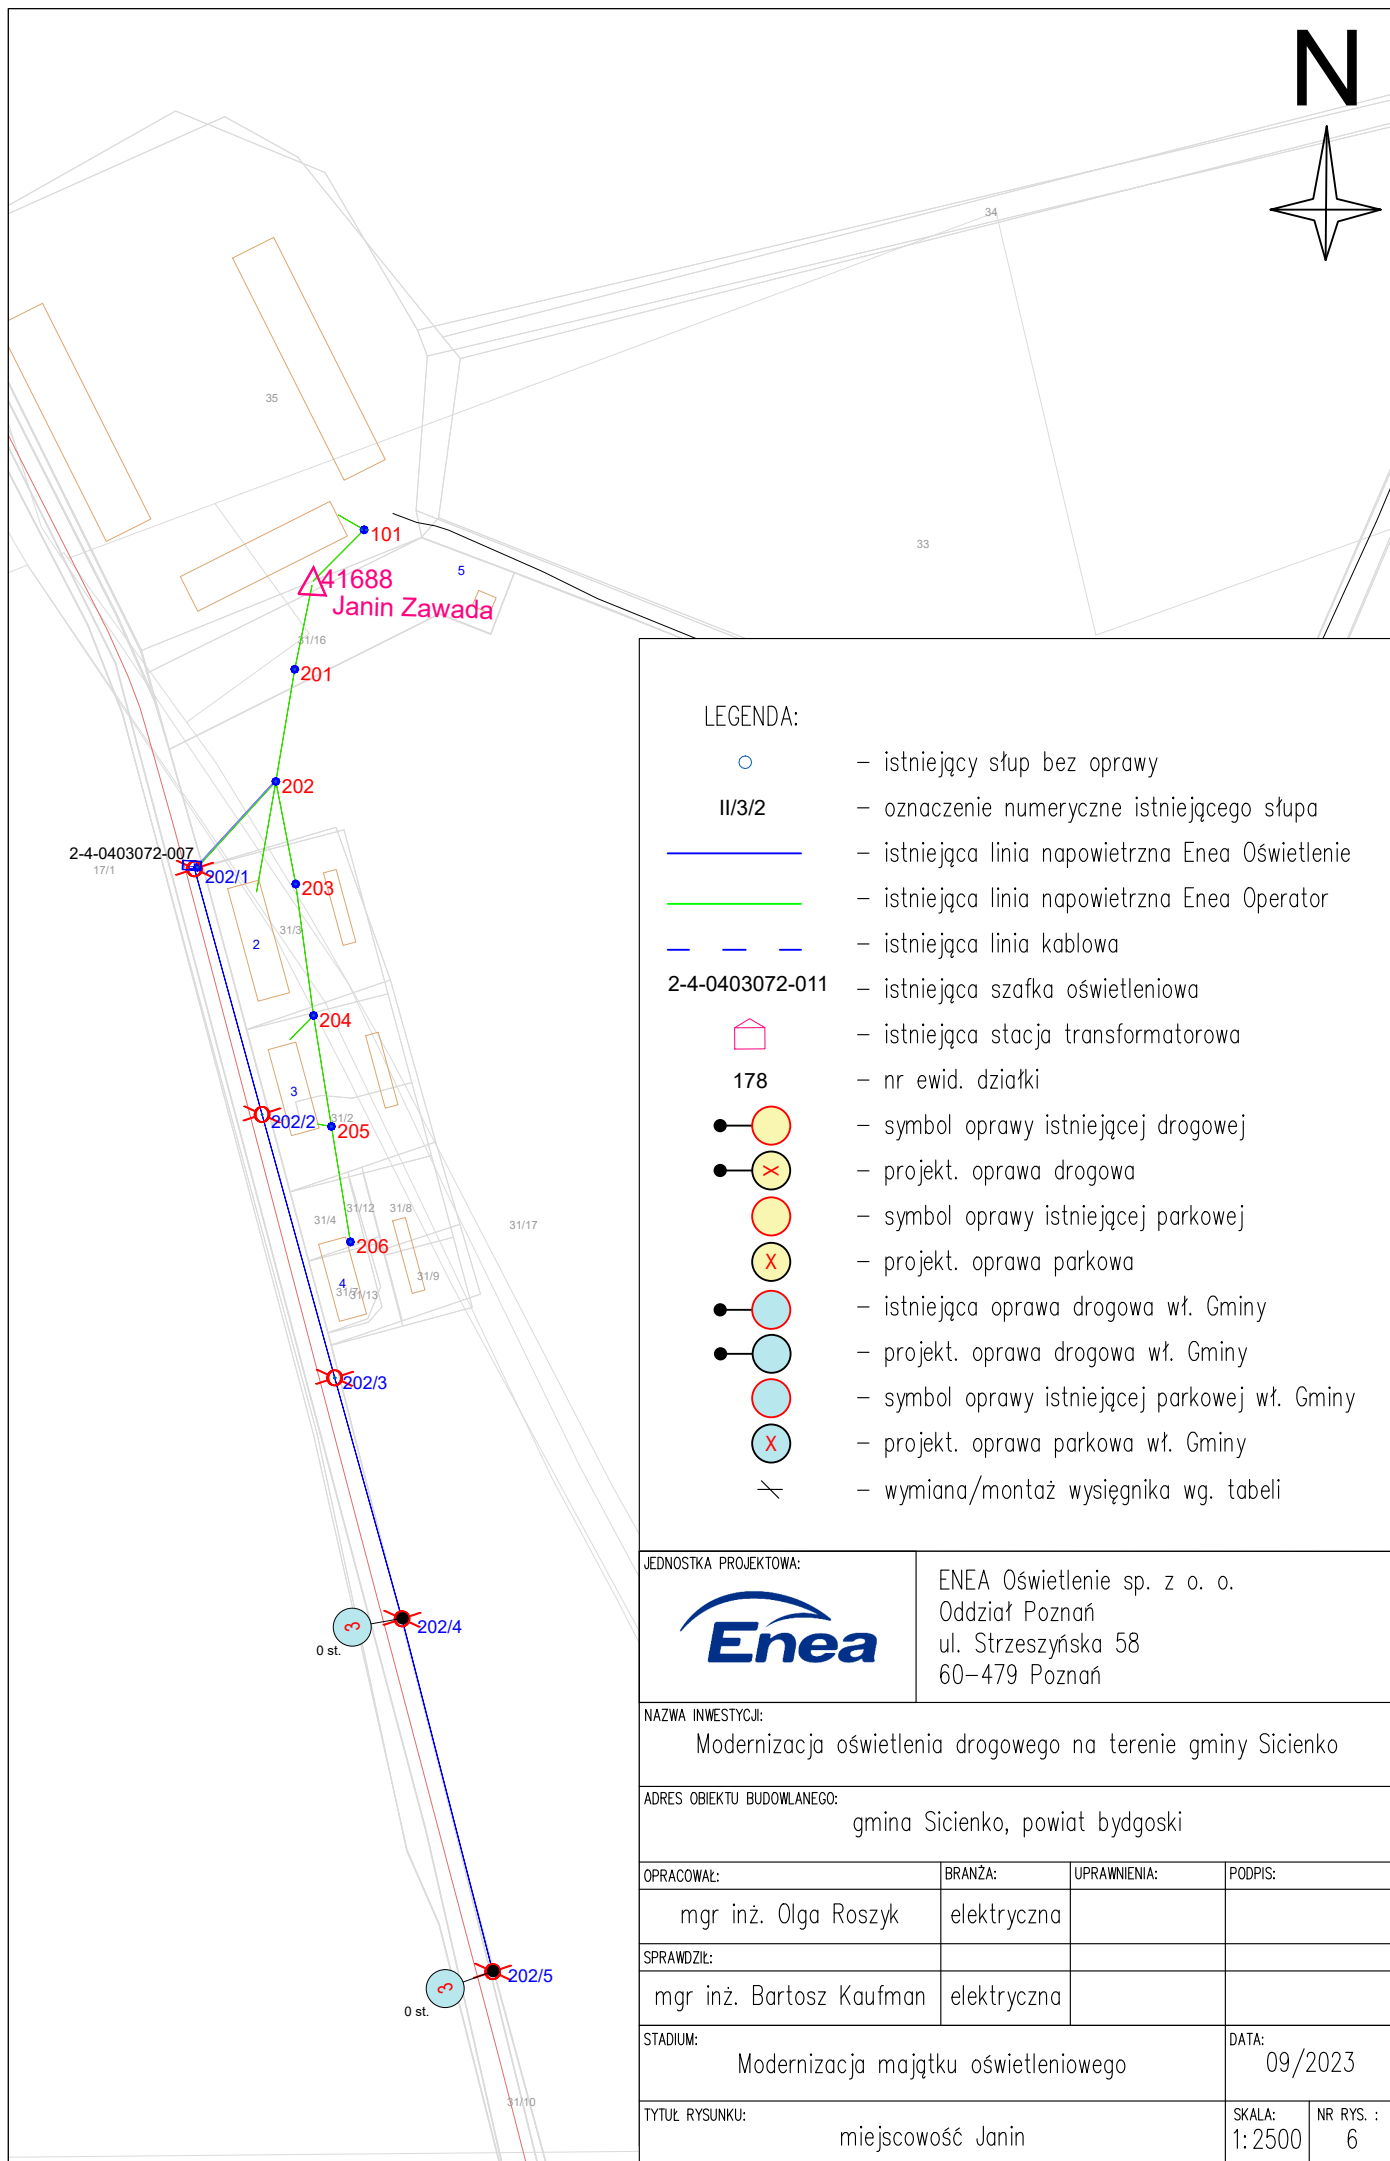 N
34
35
101
33
5
41688
Janin Zawada
31/16
201
202
2-4-0403072-007
17/1
202/1
203
31/3
2
204
3
31/2
202/2
205
31/12
31/8
31/4
31/17
206
31/9
4
31/7
31/13
202/3
3
202/4
0 st.
3
202/5
0 st.
31/10
LEGENDA:
– istniejący słup bez oprawy
II/3/2 – oznaczenie numeryczne istniejącego słupa
– istniejąca linia napowietrzna Enea Oświetlenie
– istniejąca linia napowietrzna Enea Operator
– istniejąca linia kablowa
2-4-0403072-011 – istniejąca szafka oświetleniowa
– istniejąca stacja transformatorowa
178 – nr ewid. działki
– symbol oprawy istniejącej drogowej
X – projekt. oprawa drogowa
– symbol oprawy istniejącej parkowej
X – projekt. oprawa parkowa
– istniejąca oprawa drogowa wł. Gminy
– projekt. oprawa drogowa wł. Gminy
– symbol oprawy istniejącej parkowej wł. Gminy
X – projekt. oprawa parkowa wł. Gminy
– wymiana/montaż wysięgnika wg. tabeli
JEDNOSTKA PROJEKTOWA:
Enea
ENEA Oświetlenie sp. z o. o.
Oddział Poznań
ul. Strzeszyńska 58
60–479 Poznań
NAZWA INWESTYCJI:
Modernizacja oświetlenia drogowego na terenie gminy Sicienko
ADRES OBIEKTU BUDOWLANEGO:
gmina Sicienko, powiat bydgoski
OPRACOWAŁ: BRANŻA: UPRAWNIENIA: PODPIS:
mgr inż. Olga Roszyk elektryczna
SPRAWDZIŁ:
mgr inż. Bartosz Kaufman elektryczna
STADIUM: DATA:
Modernizacja majątku oświetleniowego 09/2023
TYTUŁ RYSUNKU: SKALA: NR RYS. :
miejscowość Janin 1:2500 6